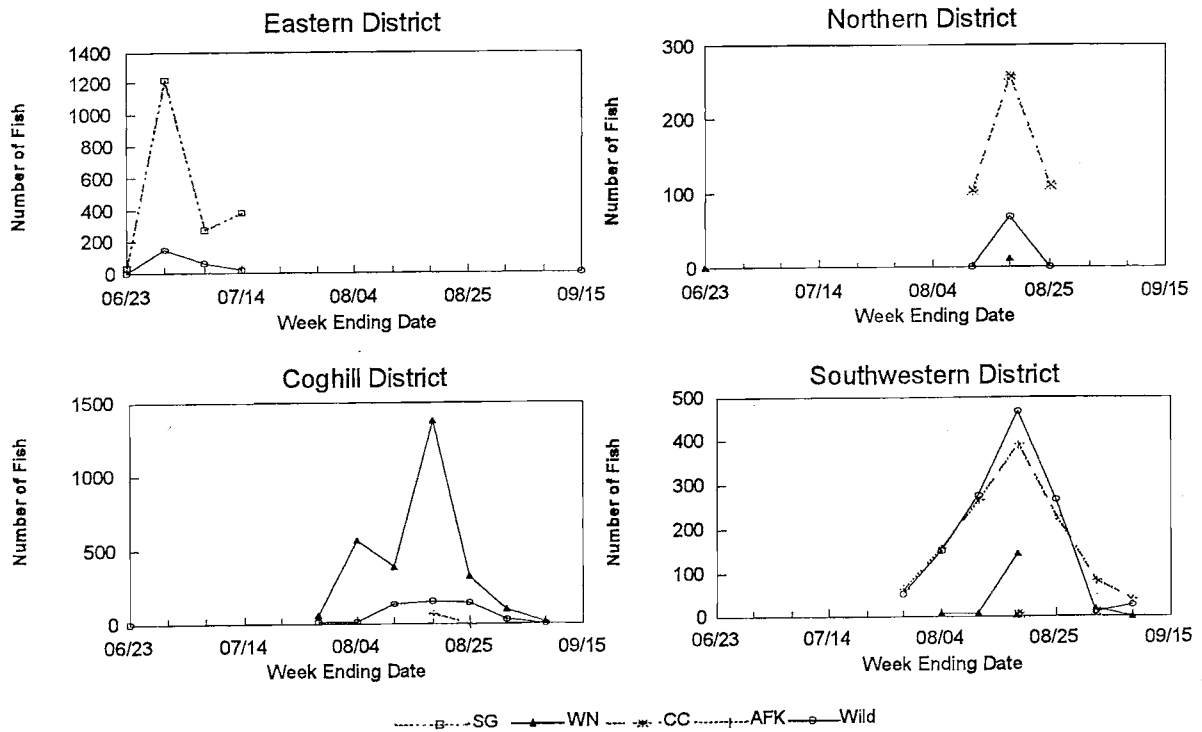 Eastern District
Number of Fish
1400
1200
1000
800
600
400
200
0
06/23 07/14 08/04 08/25 09/15
Week Ending Date
Northern District
Number of Fish
300
200
100
0
06/23 07/14 08/04 08/25 09/15
Week Ending Date
Coghill District
Number of Fish
1500
1000
500
0
06/23 07/14 08/04 08/25 09/15
Week Ending Date
Southwestern District
Number of Fish
500
400
300
200
100
0
06/23 07/14 08/04 08/25 09/15
Week Ending Date
SG WN CC AFK Wild